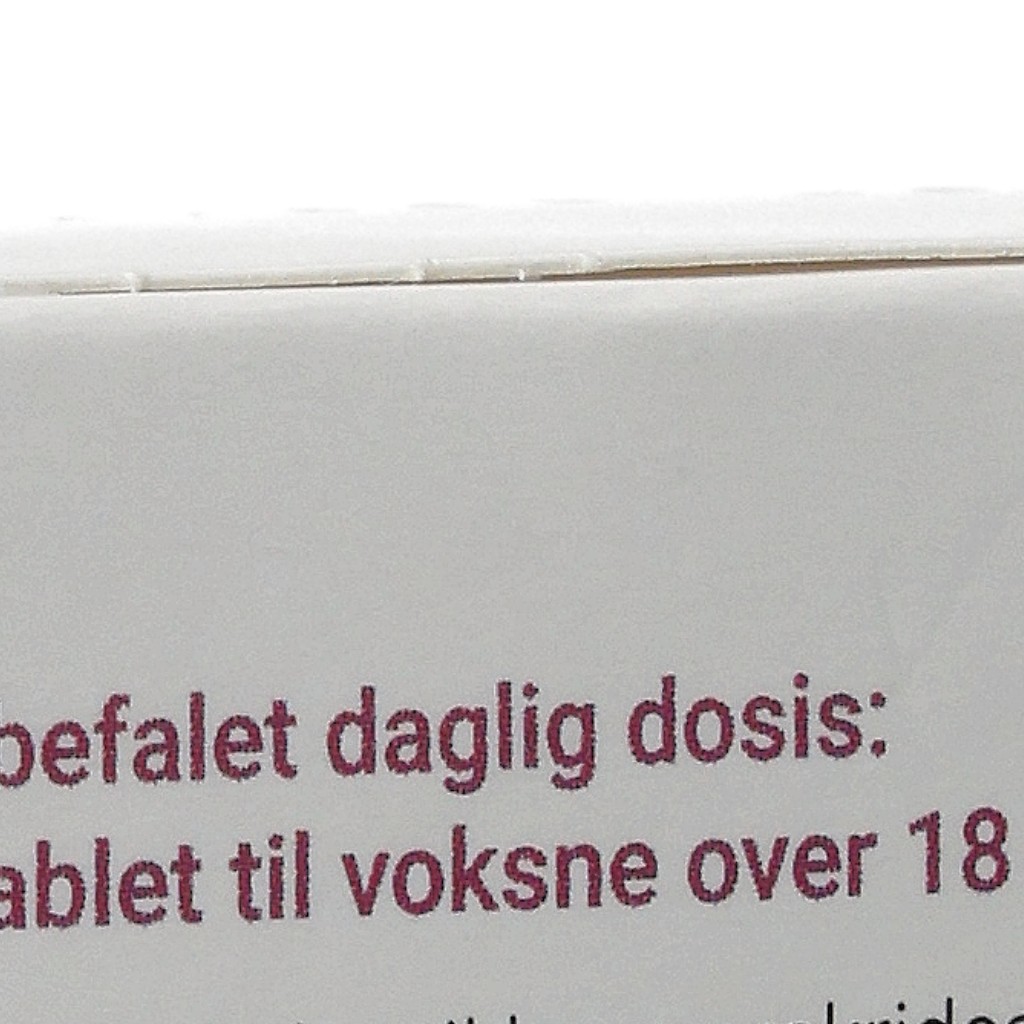 befalet daglig dosis:
ablet til voksne over 18